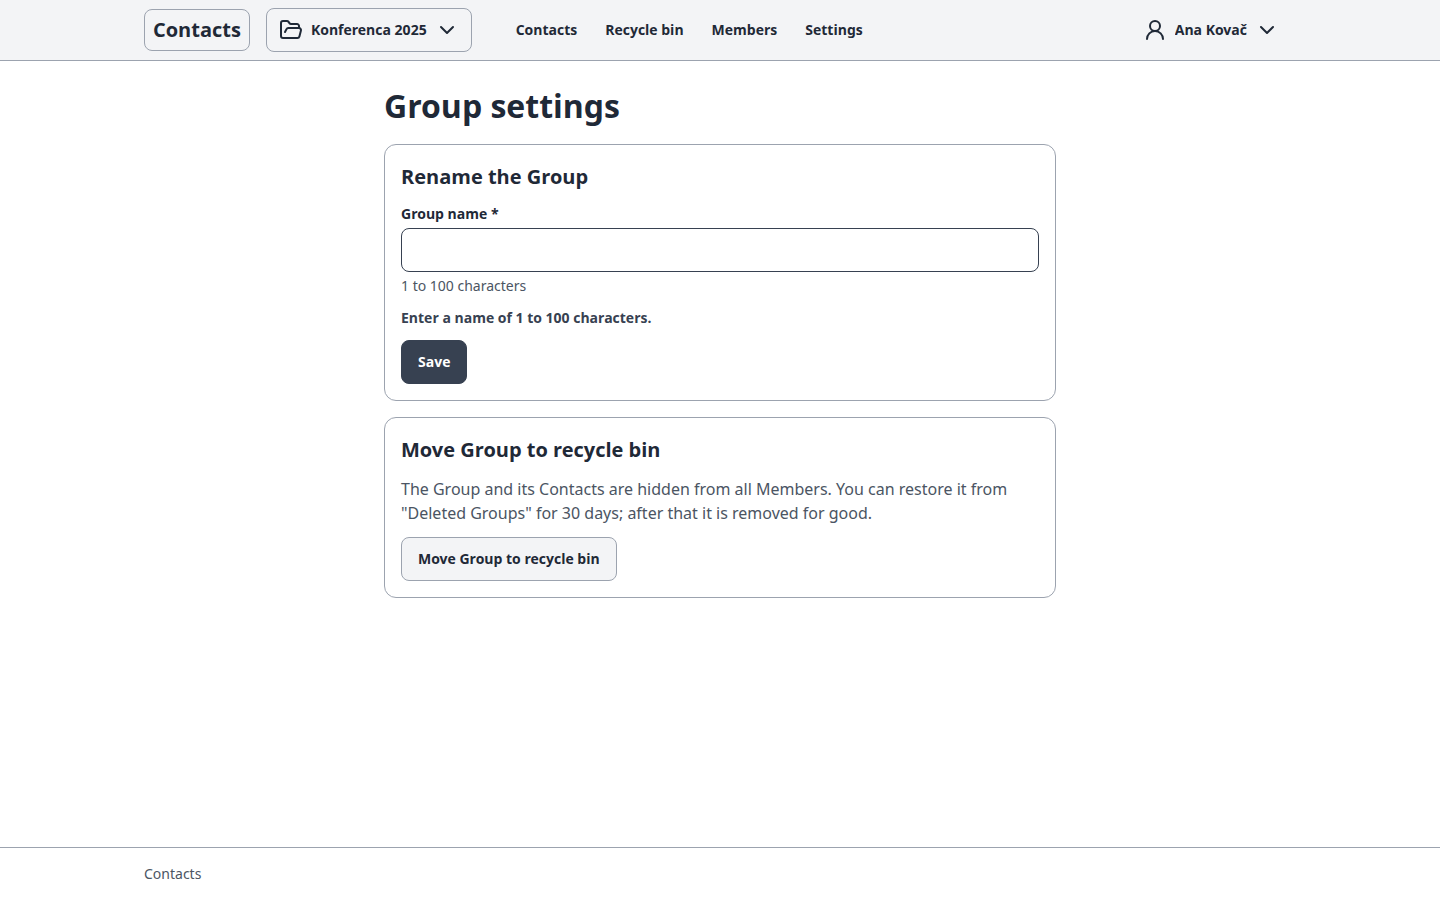 Contacts
Konferenca 2025
Contacts
Recycle bin
Members
Settings
Ana Kovač
Group settings
Rename the Group
Group name *
1 to 100 characters
Enter a name of 1 to 100 characters.
Save
Move Group to recycle bin
The Group and its Contacts are hidden from all Members. You can restore it from
"Deleted Groups" for 30 days; after that it is removed for good.
Move Group to recycle bin
Contacts